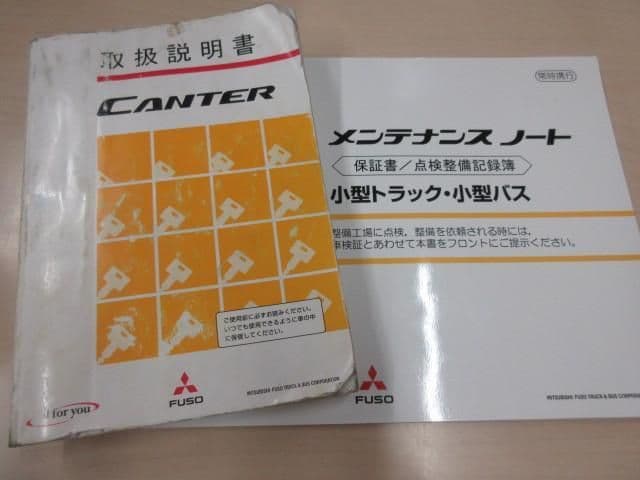 取扱説明書
CANTER
ご使用前に必ずお読みください。
いつでも使用できるように車の中
に保管してください。
for you
FUSO
MITSUBISHI FUSO TRUCK & BUS CORPORATION
常時携行
メンテナンス ノート
保証書/点検整備記録簿
小型トラック・小型バス
整備工場に点検、整備を依頼される時には、
車検証とあわせて本書をフロントにご提示ください。
FUSO
MITSUBISHI FUSO TRUCK & BUS CORPORATION